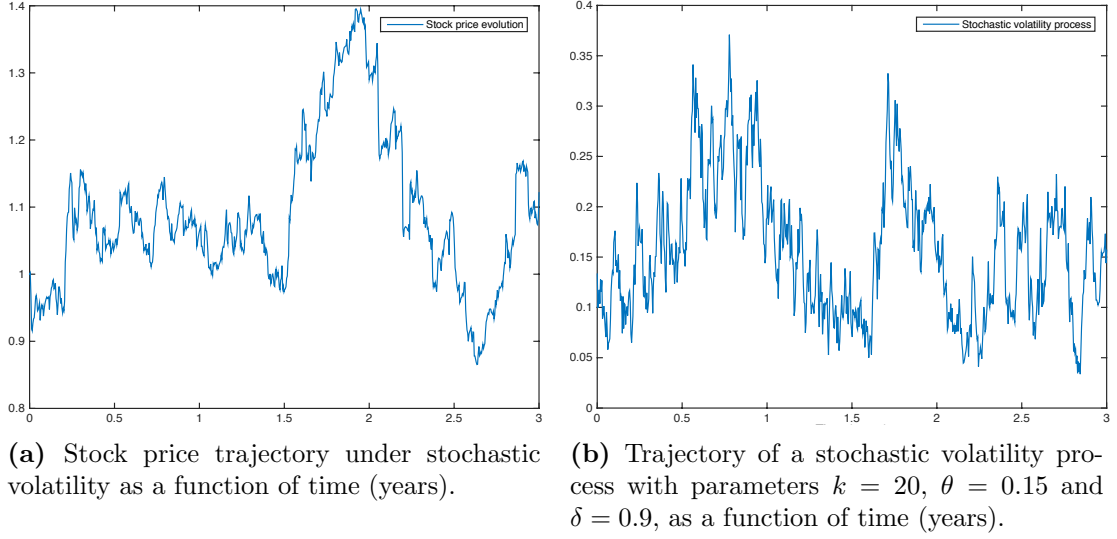 1.4
Stock price evolution
1.3
1.2
1.1
1
0.9
0.8
0 0.5 1 1.5 2 2.5 3
0.4
Stochastic volatility process
0.35
0.3
0.25
0.2
0.15
0.1
0.05
0
0 0.5 1 1.5 2 2.5 3
(a) Stock price trajectory under stochastic
volatility as a function of time (years).
(b) Trajectory of a stochastic volatility pro-
cess with parameters k = 20, θ = 0.15 and
δ = 0.9, as a function of time (years).